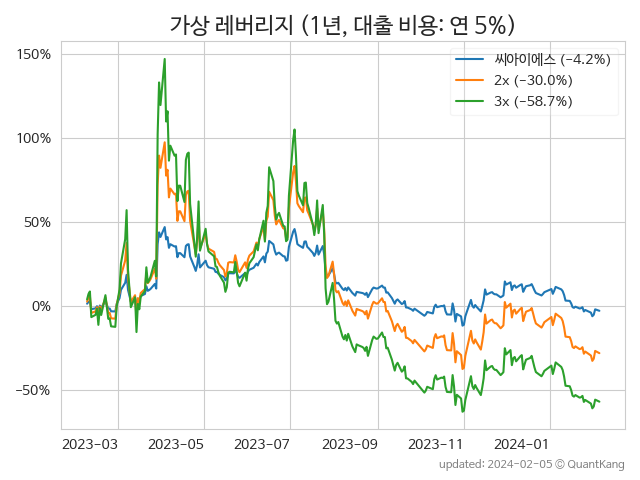 가상 레버리지 (1년, 대출 비용: 연 5%)
씨아이에스 (−4.2%)
2x (−30.0%)
3x (−58.7%)
150%
100%
50%
0%
−50%
2023−03 2023−05 2023−07 2023−09 2023−11 2024−01
updated: 2024-02-05 © QuantKang